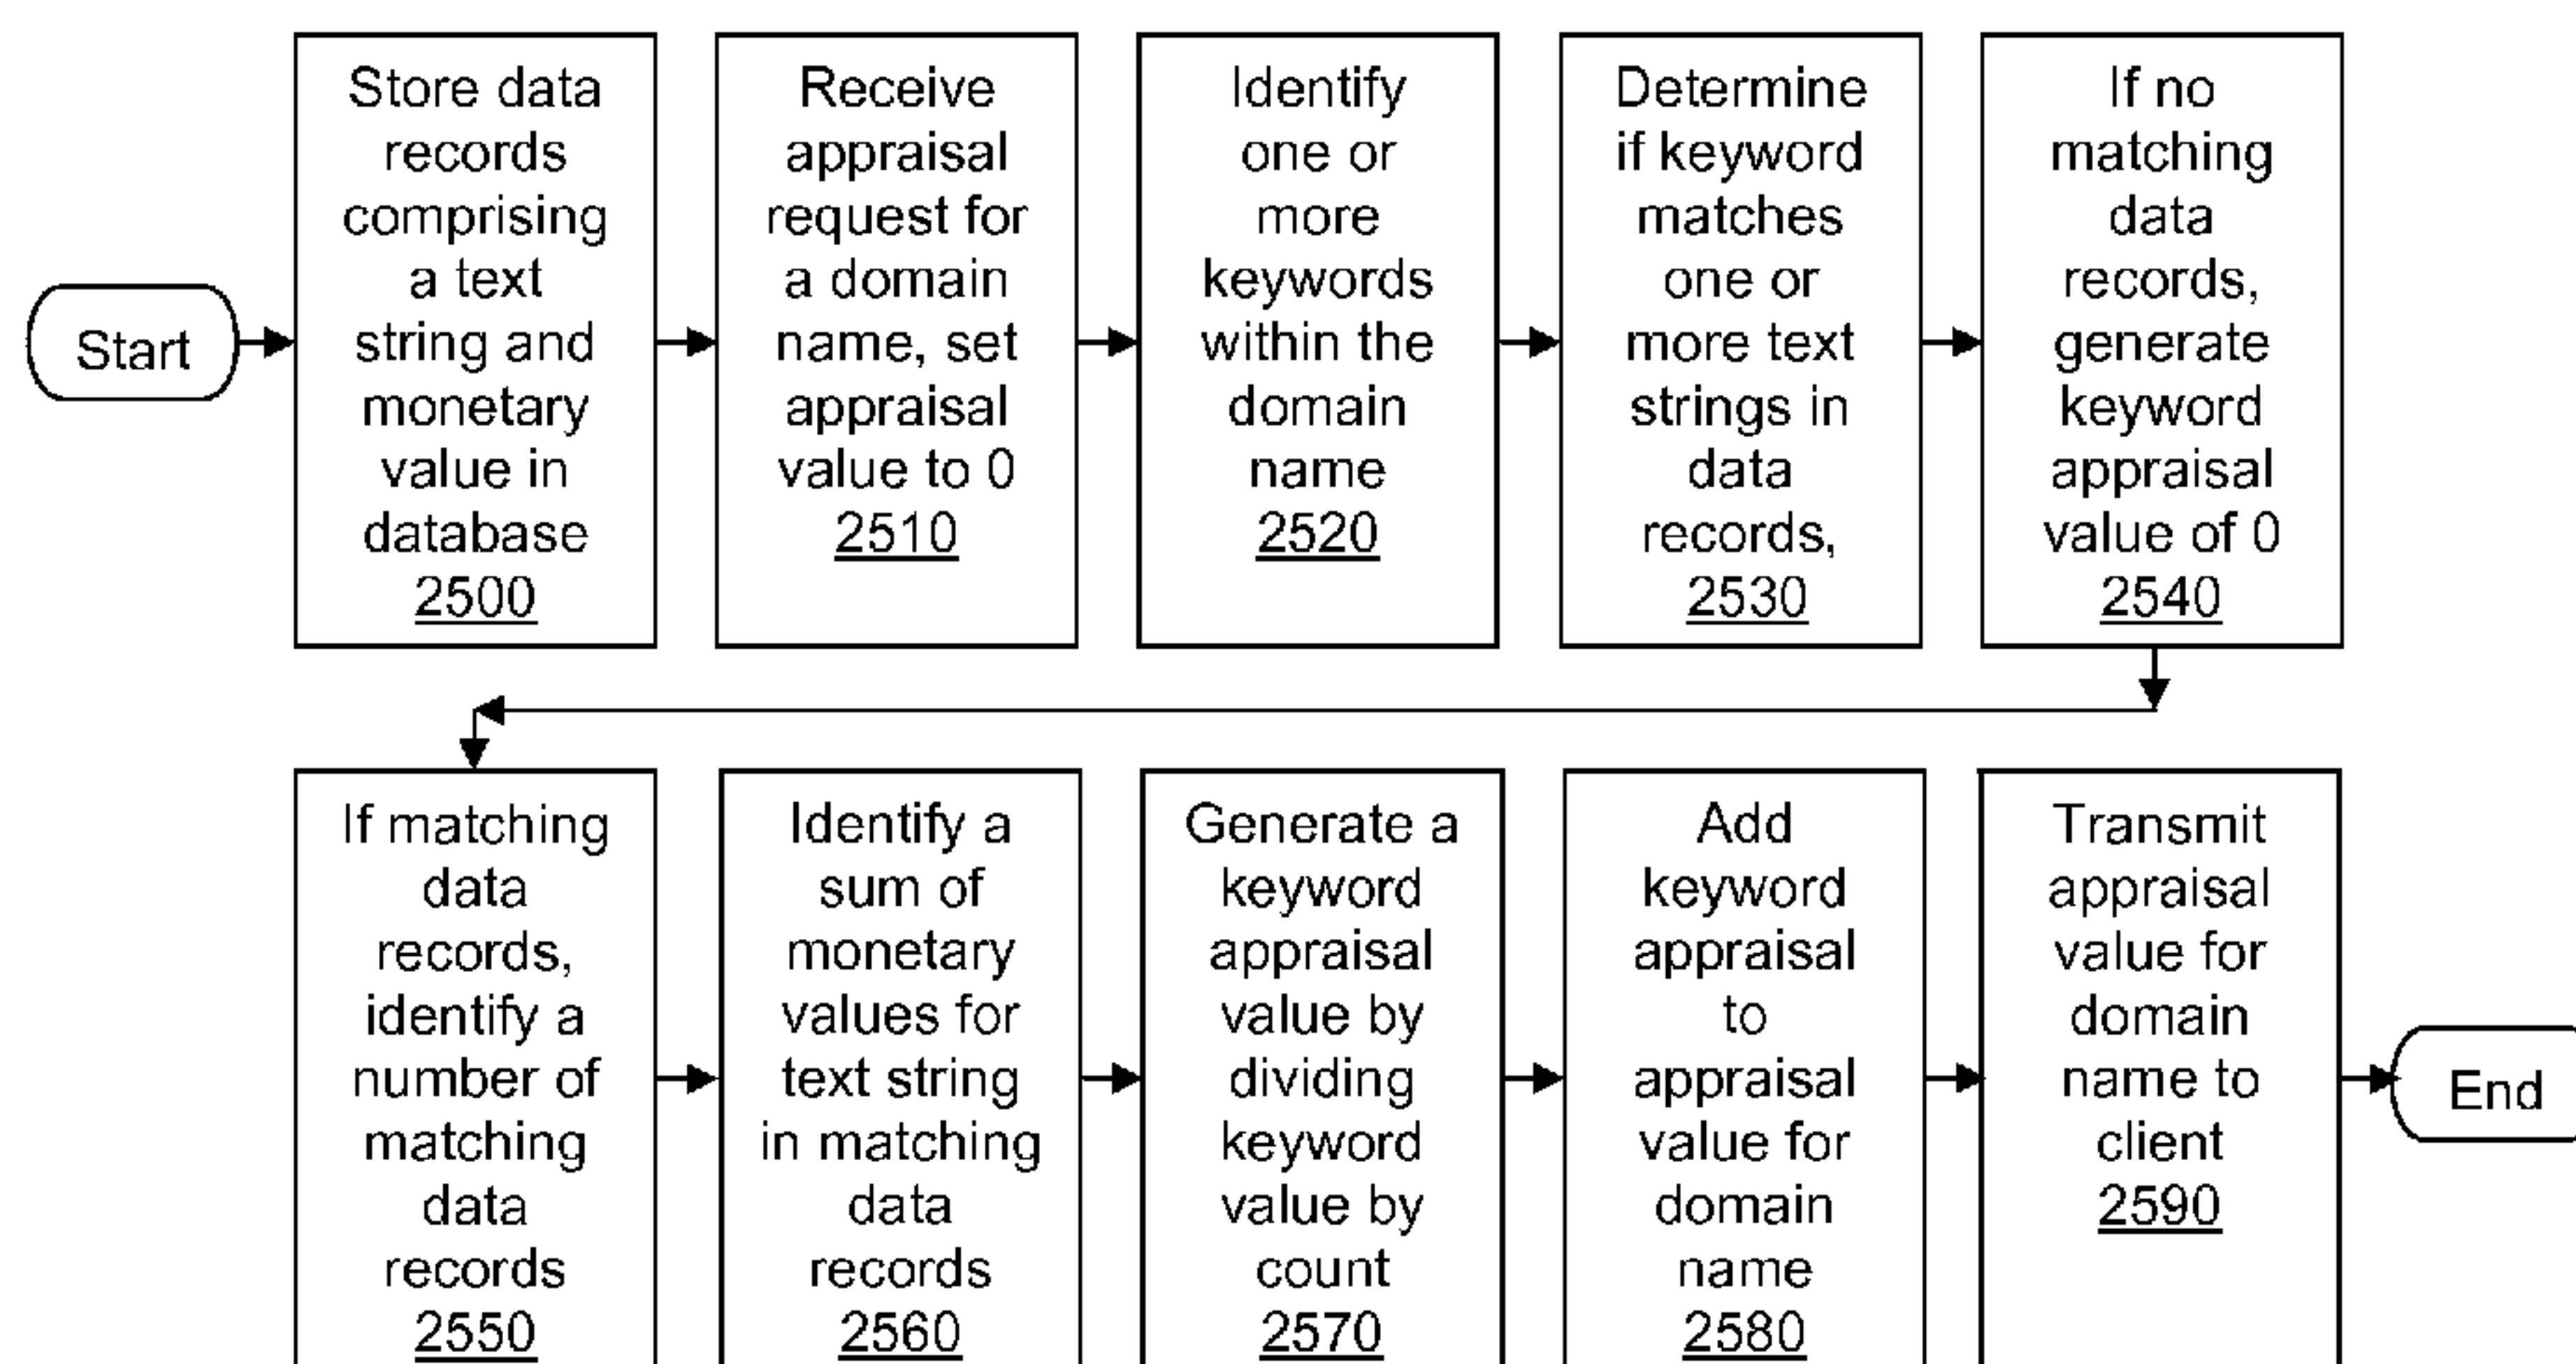 Start
Store data
records
comprising
a text
string and
monetary
value in
database
2500
Receive
appraisal
request for
a domain
name, set
appraisal
value to 0
2510
Identify
one or
more
keywords
within the
domain
name
2520
Determine
if keyword
matches
one or
more text
strings in
data
records,
2530
If no
matching
data
records,
generate
keyword
appraisal
value of 0
2540
If matching
data
records,
identify a
number of
matching
data
records
2550
Identify a
sum of
monetary
values for
text string
in matching
data
records
2560
Generate a
keyword
appraisal
value by
dividing
keyword
value by
count
2570
Add
keyword
appraisal
to
appraisal
value for
domain
name
2580
Transmit
appraisal
value for
domain
name to
client
2590
End